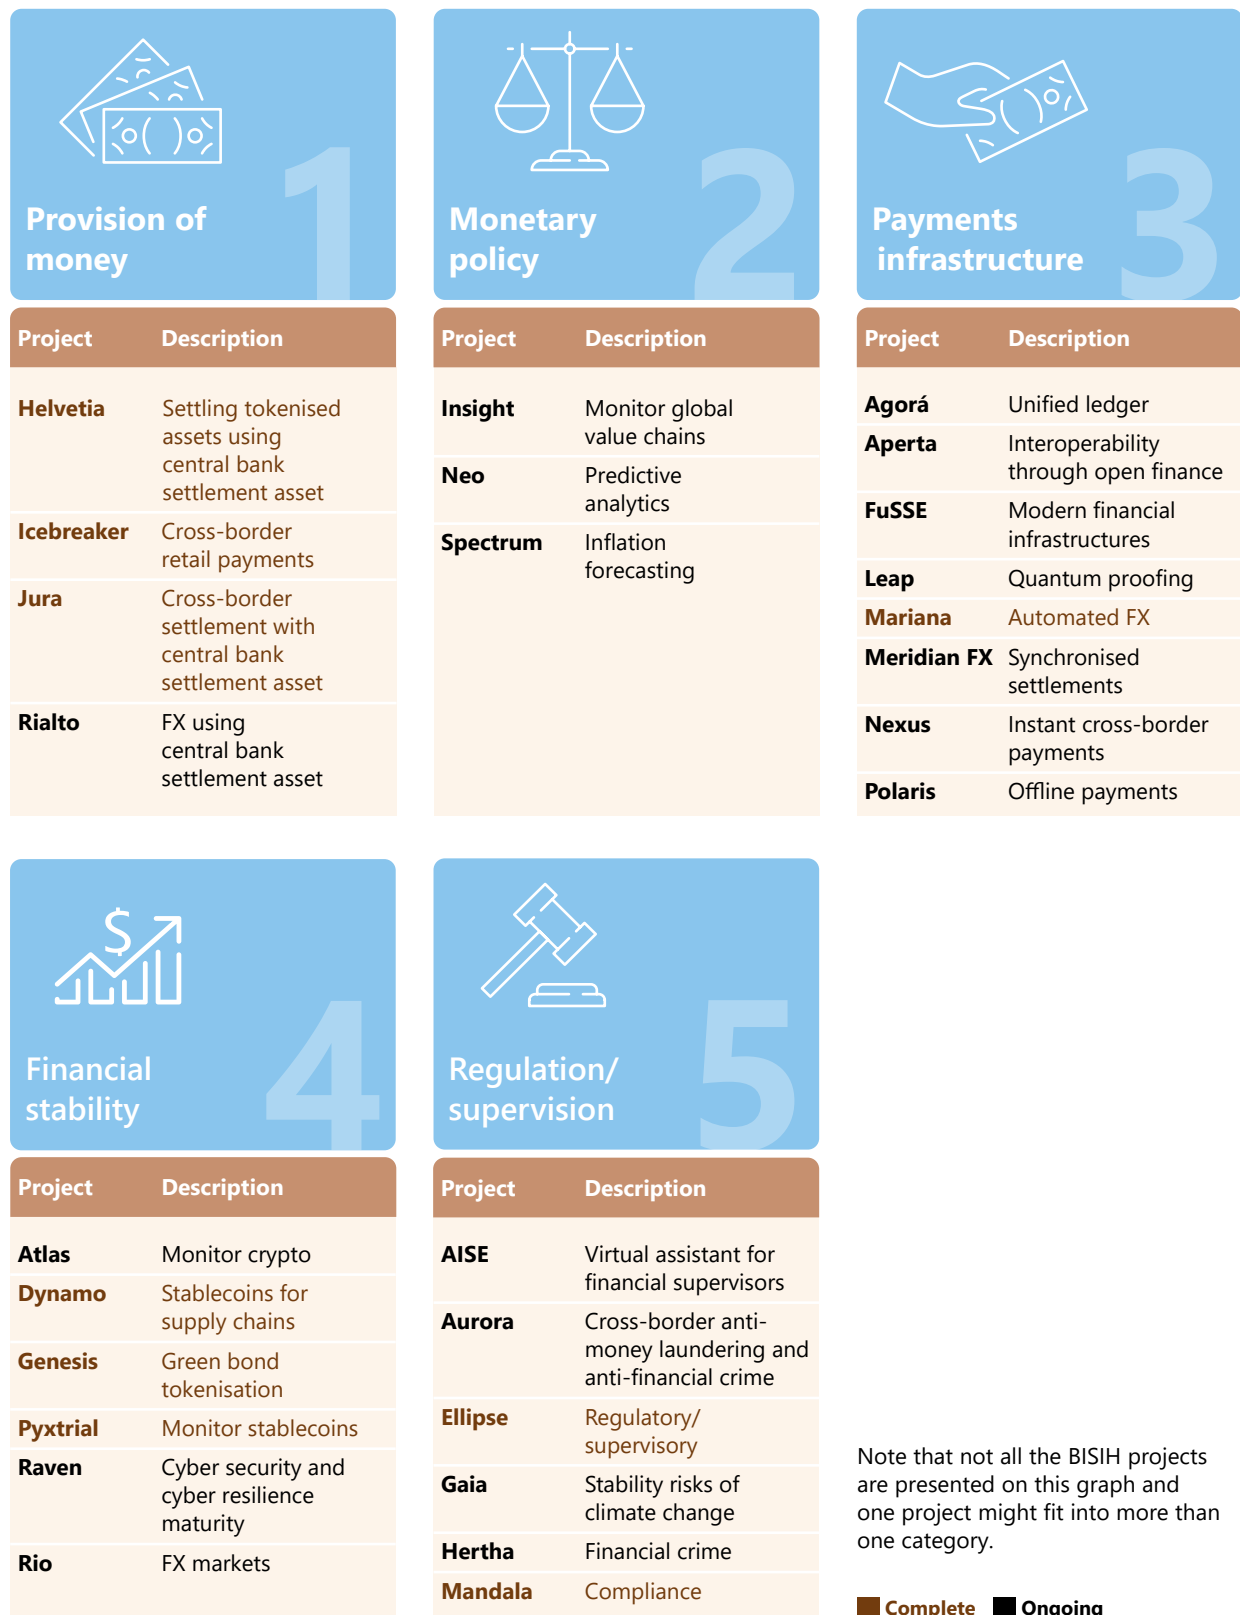 1
Provision of
money
Project Description
Helvetia Settling tokenised
assets using
central bank
settlement asset
Icebreaker Cross-border
retail payments
Jura Cross-border
settlement with
central bank
settlement asset
Rialto FX using
central bank
settlement asset
2
Monetary
policy
Project Description
Insight Monitor global
value chains
Neo Predictive
analytics
Spectrum Inflation
forecasting
3
Payments
infrastructure
Project Description
Agorá Unified ledger
Aperta Interoperability
through open finance
FuSSE Modern financial
infrastructures
Leap Quantum proofing
Mariana Automated FX
Meridian FX Synchronised
settlements
Nexus Instant cross-border
payments
Polaris Offline payments
$
4
Financial
stability
Project Description
Atlas Monitor crypto
Dynamo Stablecoins for
supply chains
Genesis Green bond
tokenisation
Pyxtrial Monitor stablecoins
Raven Cyber security and
cyber resilience
maturity
Rio FX markets
5
Regulation/
supervision
Project Description
AISE Virtual assistant for
financial supervisors
Aurora Cross-border anti-
money laundering and
anti-financial crime
Ellipse Regulatory/
supervisory
Gaia Stability risks of
climate change
Hertha Financial crime
Mandala Compliance
Note that not all the BISIH projects
are presented on this graph and
one project might fit into more than
one category.
Complete Ongoing